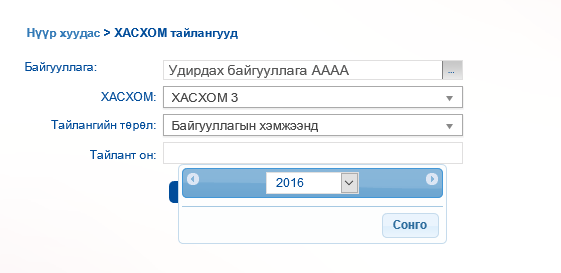 Нүүр хуудас > ХАСХОМ тайлангууд
Байгууллага: Удирдах байгууллага АААА ...
ХАСХОМ: ХАСХОМ 3
Тайлангийн төрөл: Байгууллагын хэмжээнд
Тайлант он:
2016
Сонго